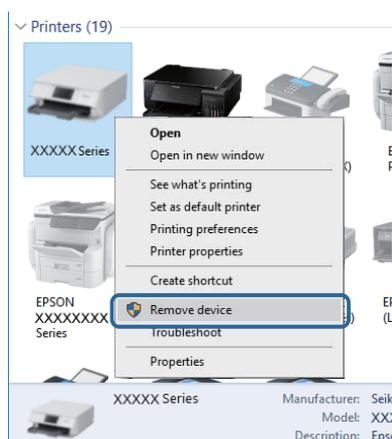 Printers (19)
XXXXX Series
Open
Open in new window
See what's printing
Set as default printer
Printing preferences
Printer properties
Create shortcut
Remove device
Troubleshoot
Properties
EPSON
XXXXXXXX
Series
XXXXX Series
Manufacturer:
Model:
Description: